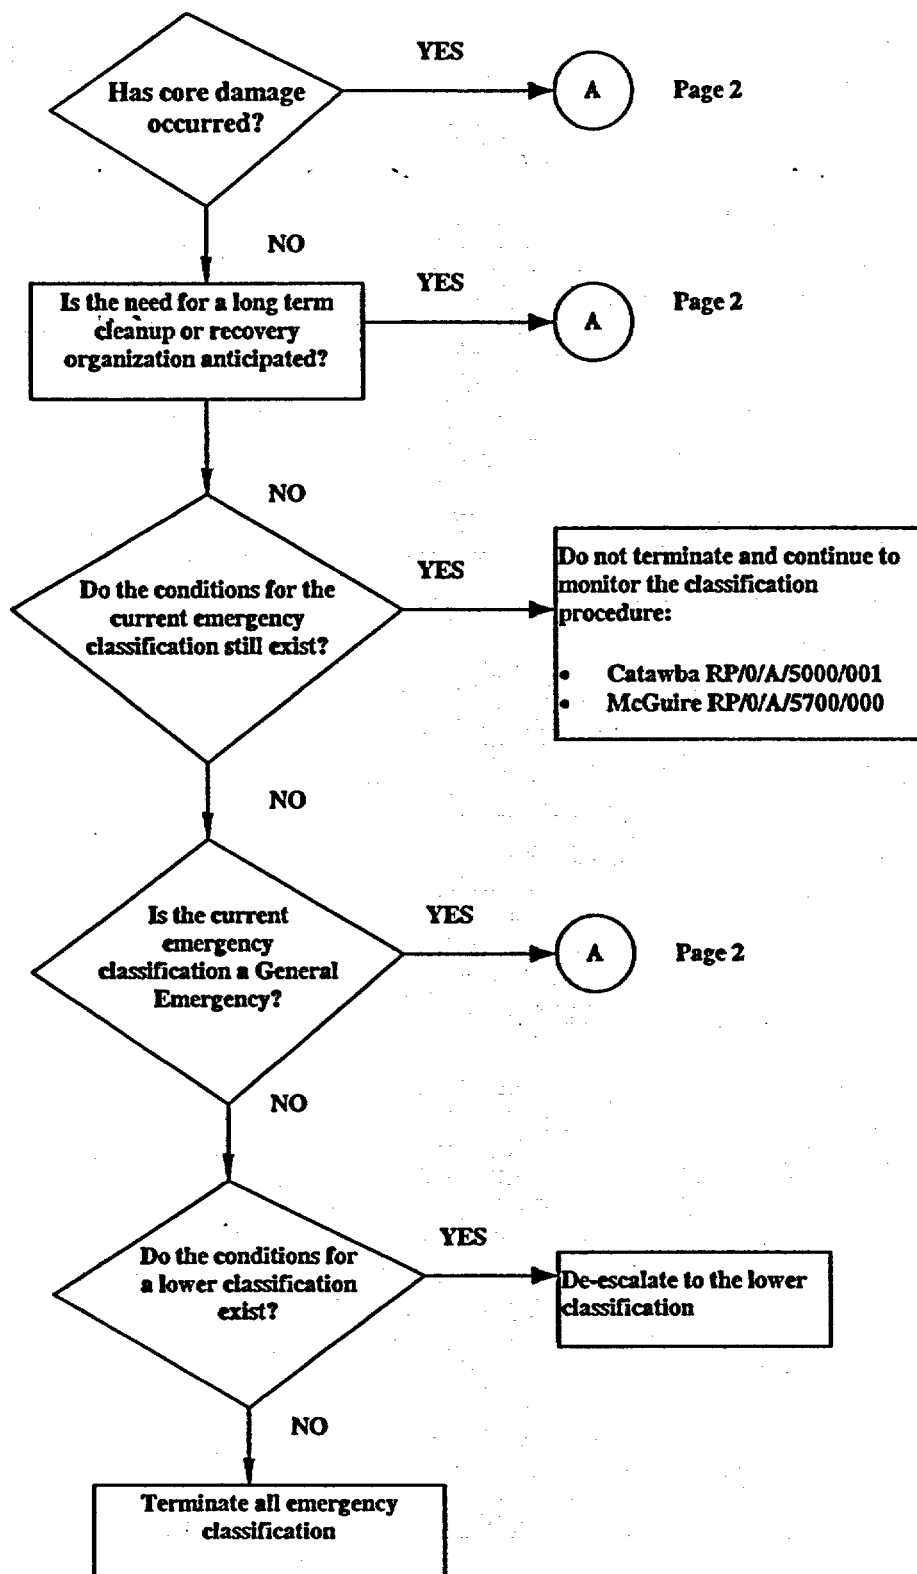 YES
Has core damage
occurred?
A
Page 2
NO
YES
Is the need for a long term
cleanup or recovery
organization anticipated?
A
Page 2
NO
YES
Do the conditions for the
current emergency
classification still exist?
Do not terminate and continue to
monitor the classification
procedure:
• Catawba RP/0/A/5000/001
• McGuire RP/0/A/5700/000
NO
YES
Is the current
emergency
classification a General
Emergency?
A
Page 2
NO
YES
Do the conditions for
a lower classification
exist?
De-escalate to the lower
classification
NO
Terminate all emergency
classification